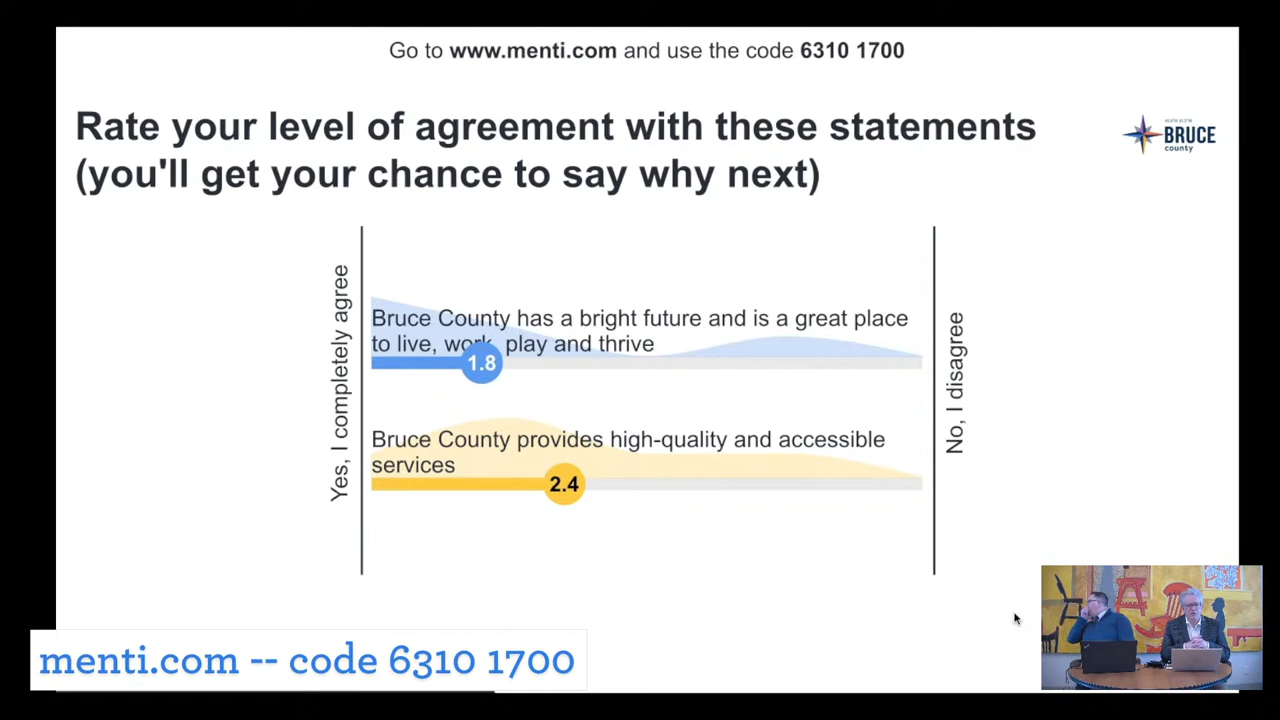 Go to www.menti.com and use the code 6310 1700
Rate your level of agreement with these statements
(you'll get your chance to say why next)
BRUCE
county
Yes, I completely agree
Bruce County has a bright future and is a great place
to live, work, play and thrive
1.8
Bruce County provides high-quality and accessible
services
2.4
No, I disagree
menti.com -- code 6310 1700